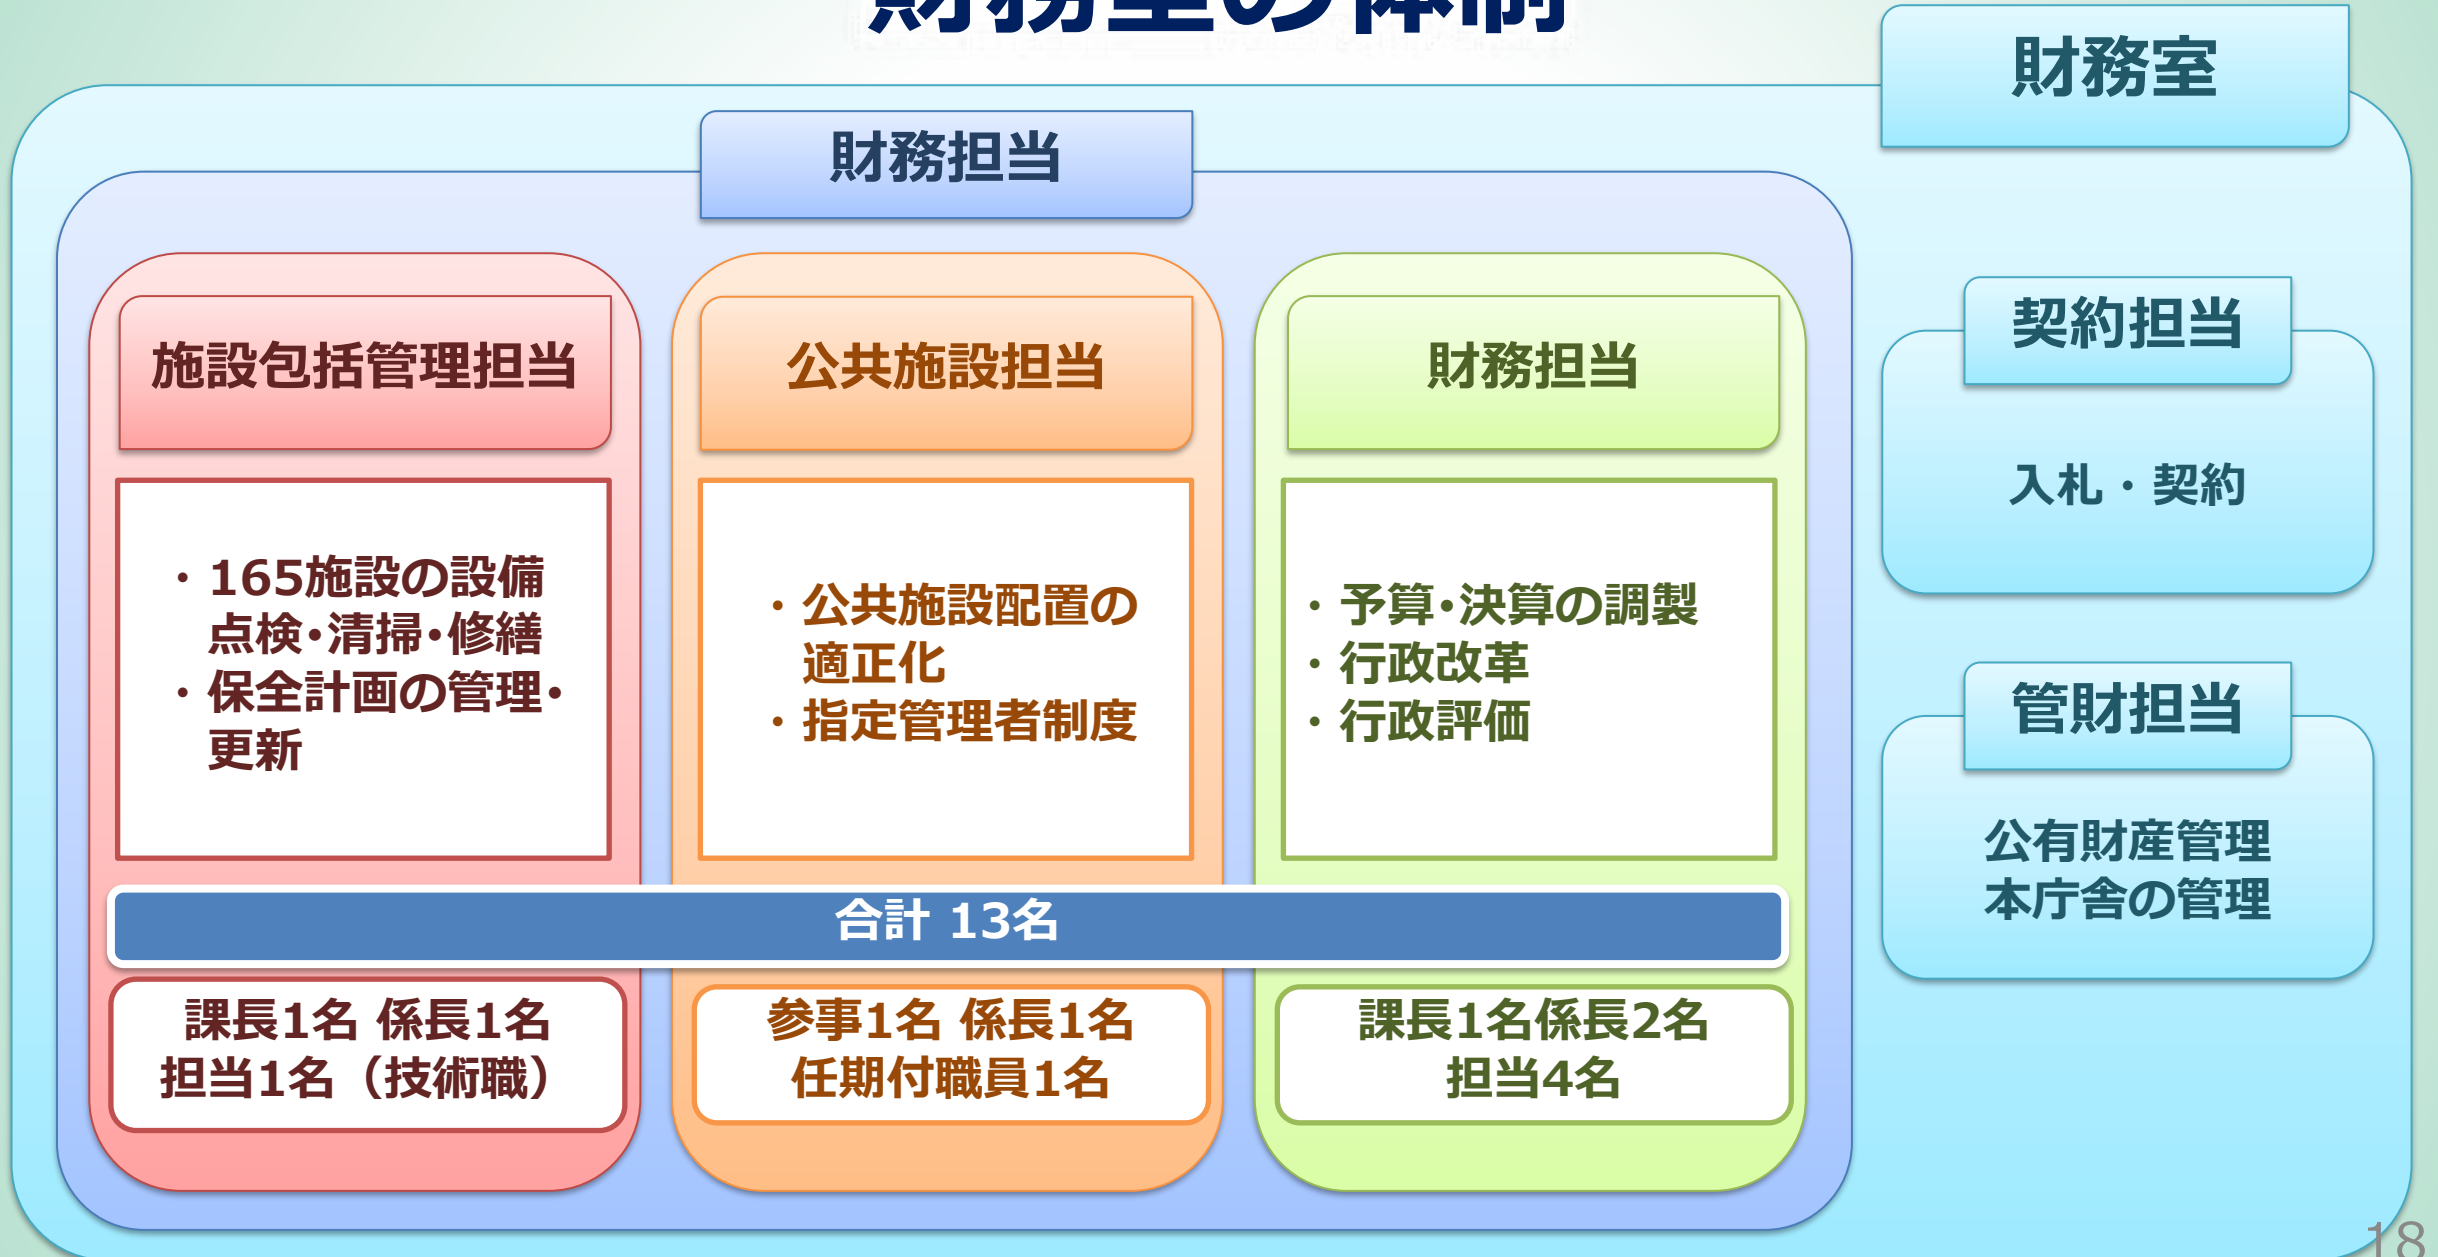 財務室の体制
財務室
財務担当
施設包括管理担当
・165施設の設備
点検・清掃・修繕
・保全計画の管理・
更新
公共施設担当
・公共施設配置の
適正化
・指定管理者制度
財務担当
・予算・決算の調製
・行政改革
・行政評価
合計 13名
課長1名 係長1名
担当1名（技術職）
参事1名 係長1名
任期付職員1名
課長1名係長2名
担当4名
契約担当
入札・契約
管財担当
公有財産管理
本庁舎の管理
18